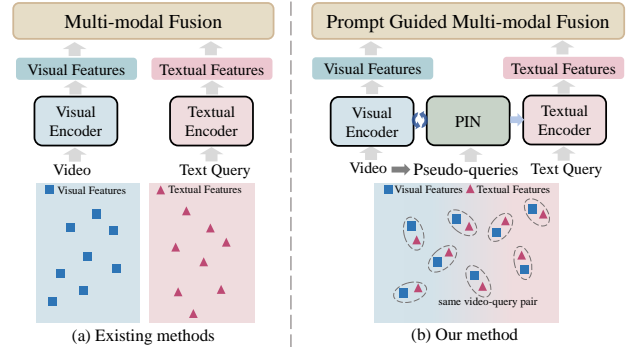 Multi-modal Fusion
Visual Features
Textual Features
Visual
Encoder
Textual
Encoder
Video
Text Query
Visual Features
Textual Features
(a) Existing methods
Prompt Guided Multi-modal Fusion
Visual Features
Textual Features
Visual
Encoder
PIN
Textual
Encoder
Video
Pseudo-queries
Text Query
Visual Features
Textual Features
same video-query pair
(b) Our method